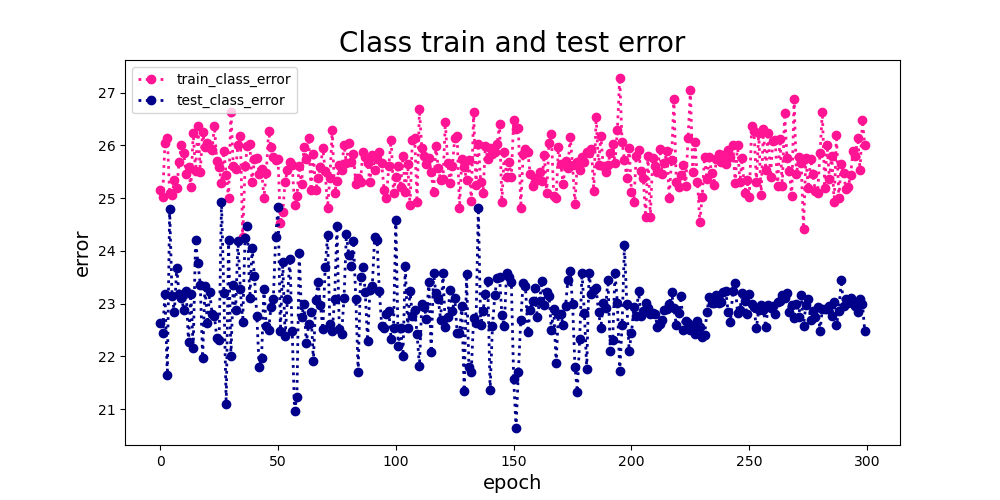 Class train and test error
train_class_error
test_class_error
error
27
26
25
24
23
22
21
0 50 100 150 200 250 300
epoch